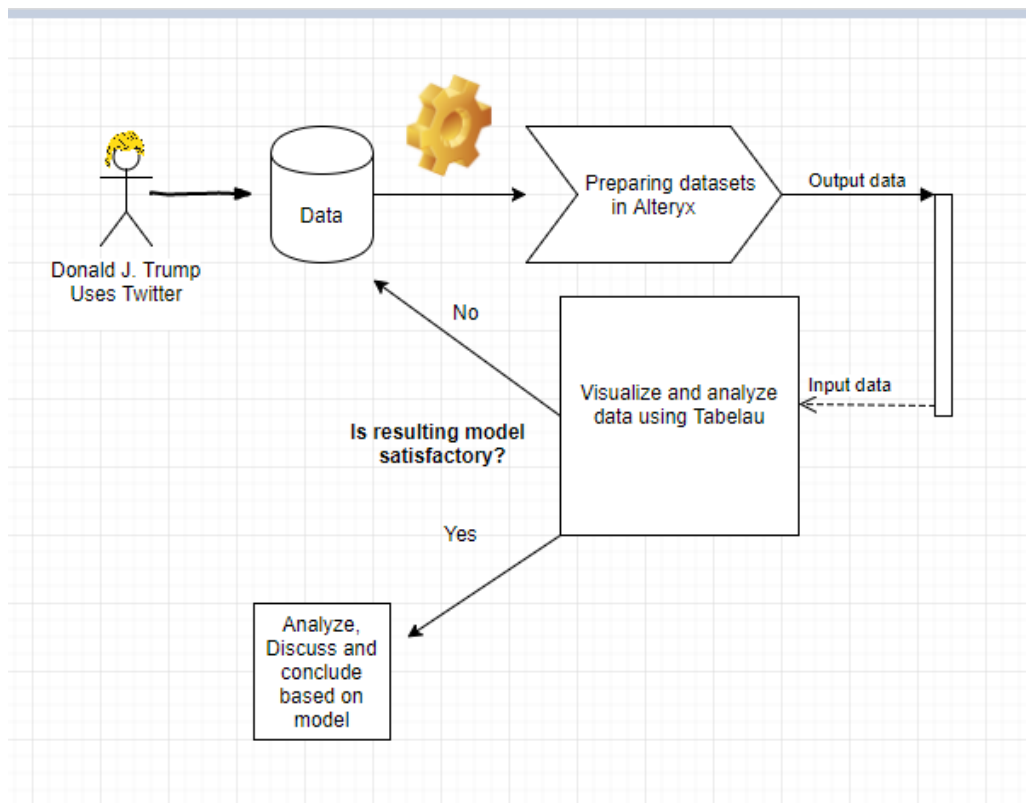 Donald J. Trump
Uses Twitter
Data
Preparing datasets
in Alteryx
Output data
Input data
Visualize and analyze
data using Tabelau
No
Is resulting model
satisfactory?
Yes
Analyze,
Discuss and
conclude
based on
model